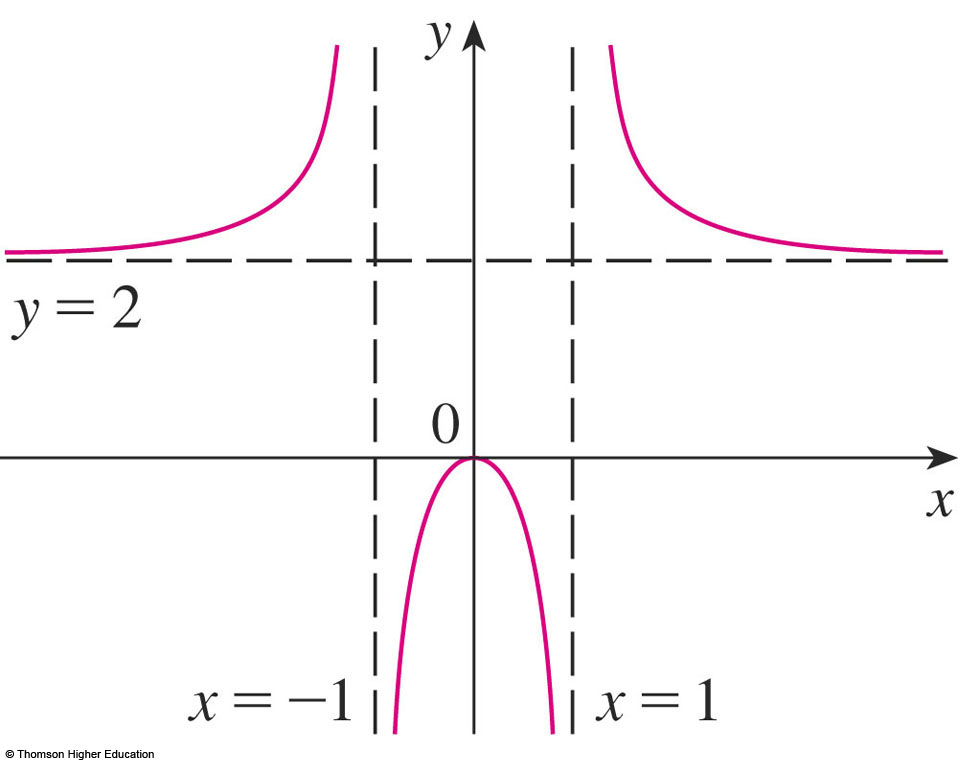 y
y = 2
0
x
x = −1
x = 1
© Thomson Higher Education